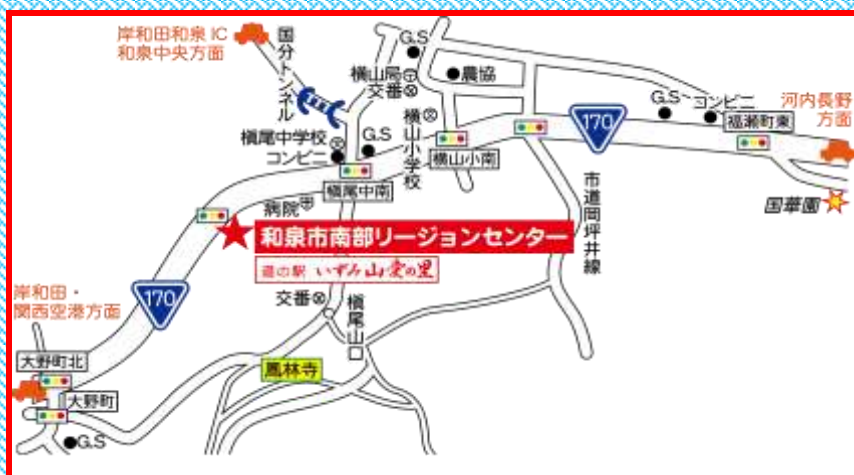 岸和田和泉IC
和泉中央方面
国分トンネル
G.S
横山局
交番
農協
G.S
コンビニ
河内長野
方面
福瀬町東
170
槇尾中学校
コンビニ
G.S
横山小学校
横山小南
槇尾中南
病院
市道岡坪井線
国華園
和泉市南部リージョンセンター
道の駅 いずみ山愛の里
170
岸和田・
関西空港方面
交番
槇尾山口
大野町北
鳳林寺
大野町
G.S